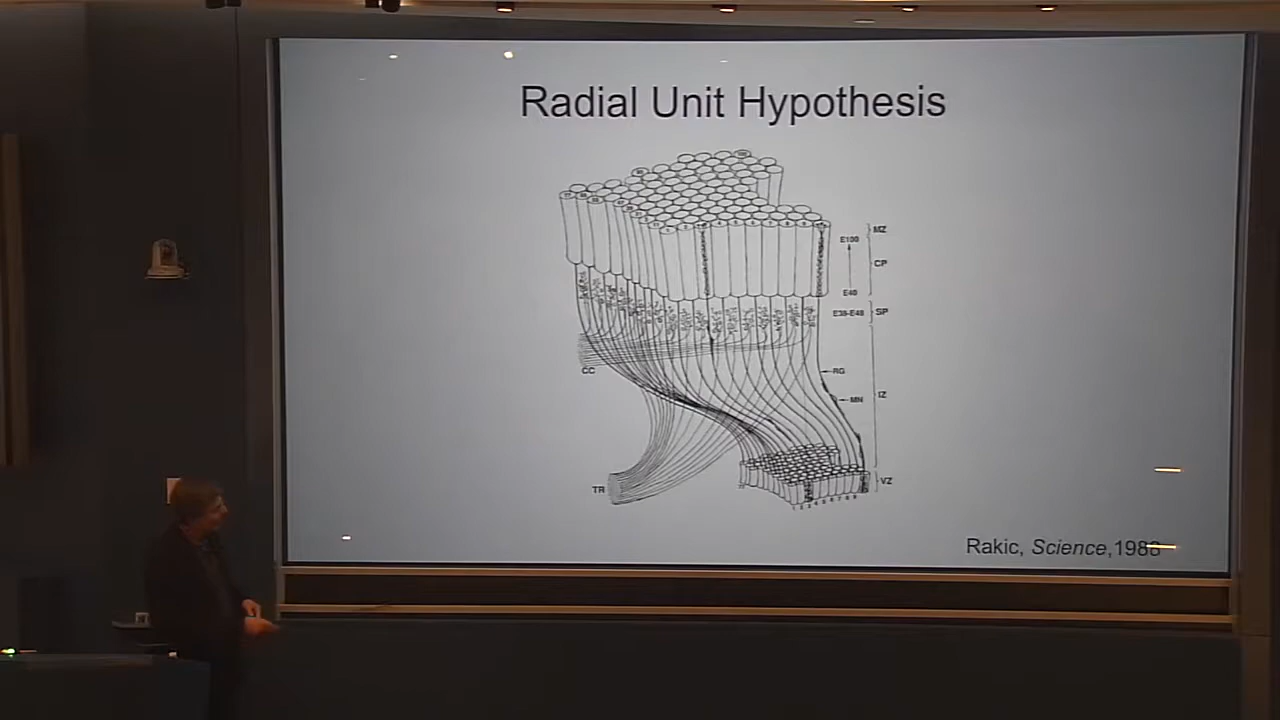 Radial Unit Hypothesis
MZ
E100
CP
E40
E38-E48 SP
CC
RG
IZ
MN
TR
VZ
Rakic, Science,1988